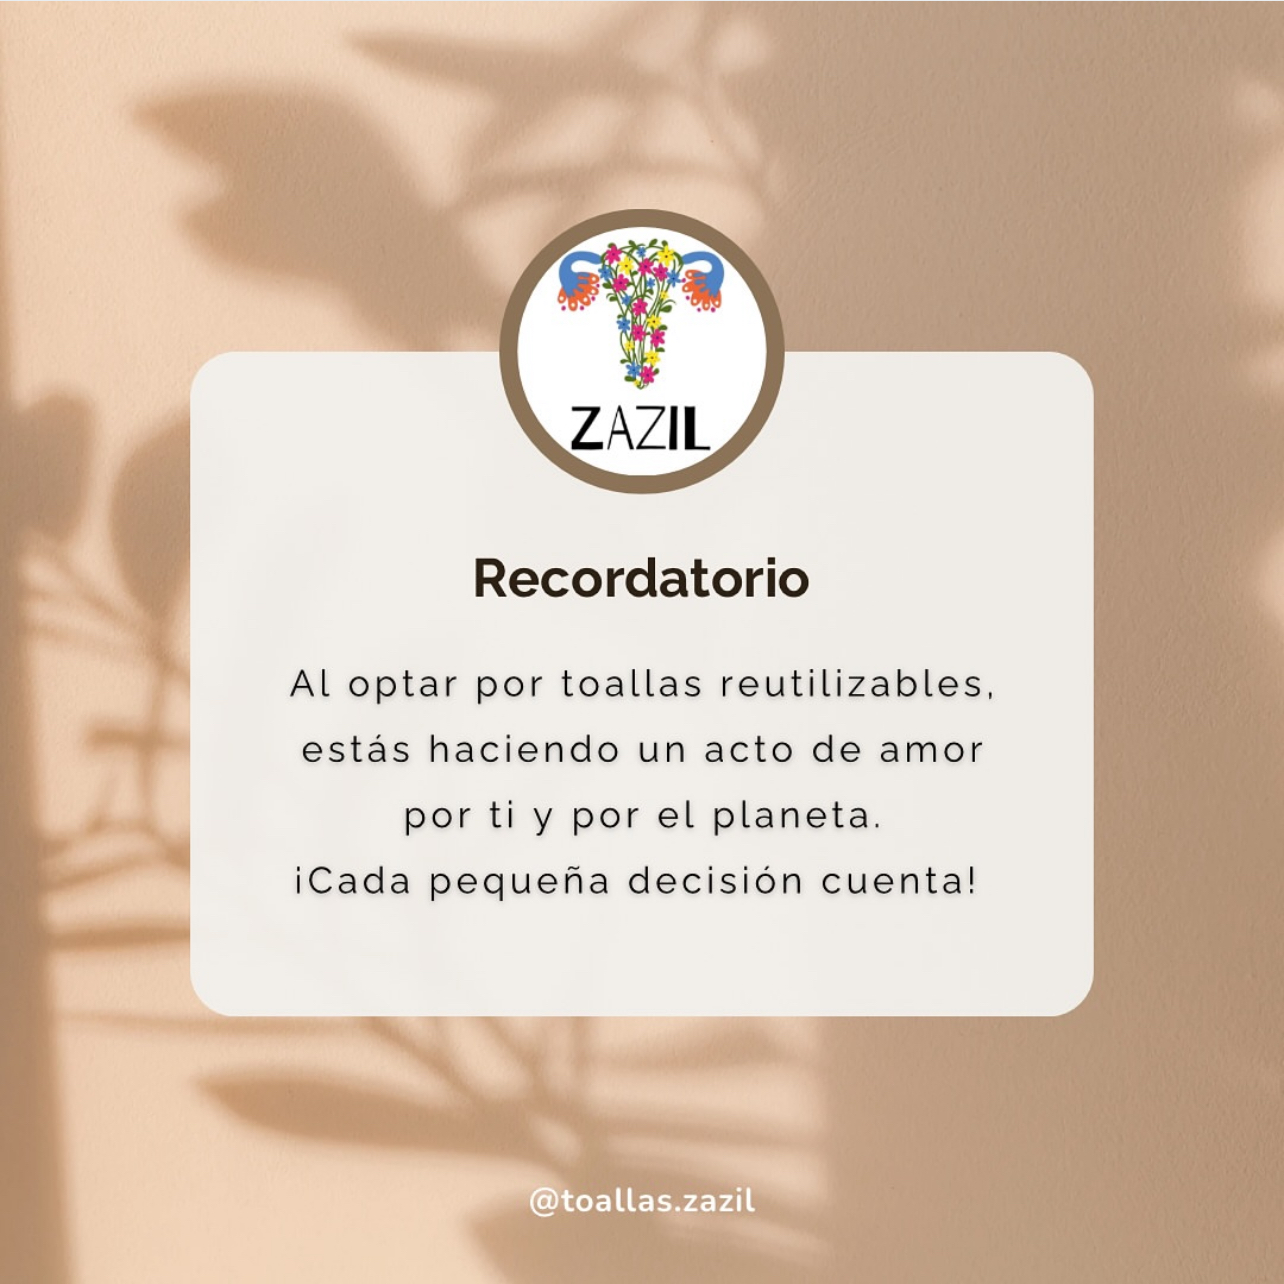 ZAZIL
Recordatorio
Al optar por toallas reutilizables,
estás haciendo un acto de amor
por ti y por el planeta.
¡Cada pequeña decisión cuenta!
@toallas.zazil